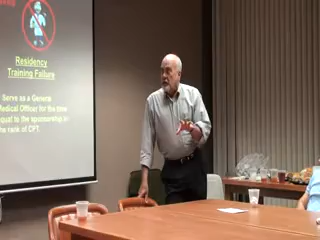 Residency
Training Failure
Serve as a General
Medical Officer for the time
equal to the sponsorship in
the rank of CPT.